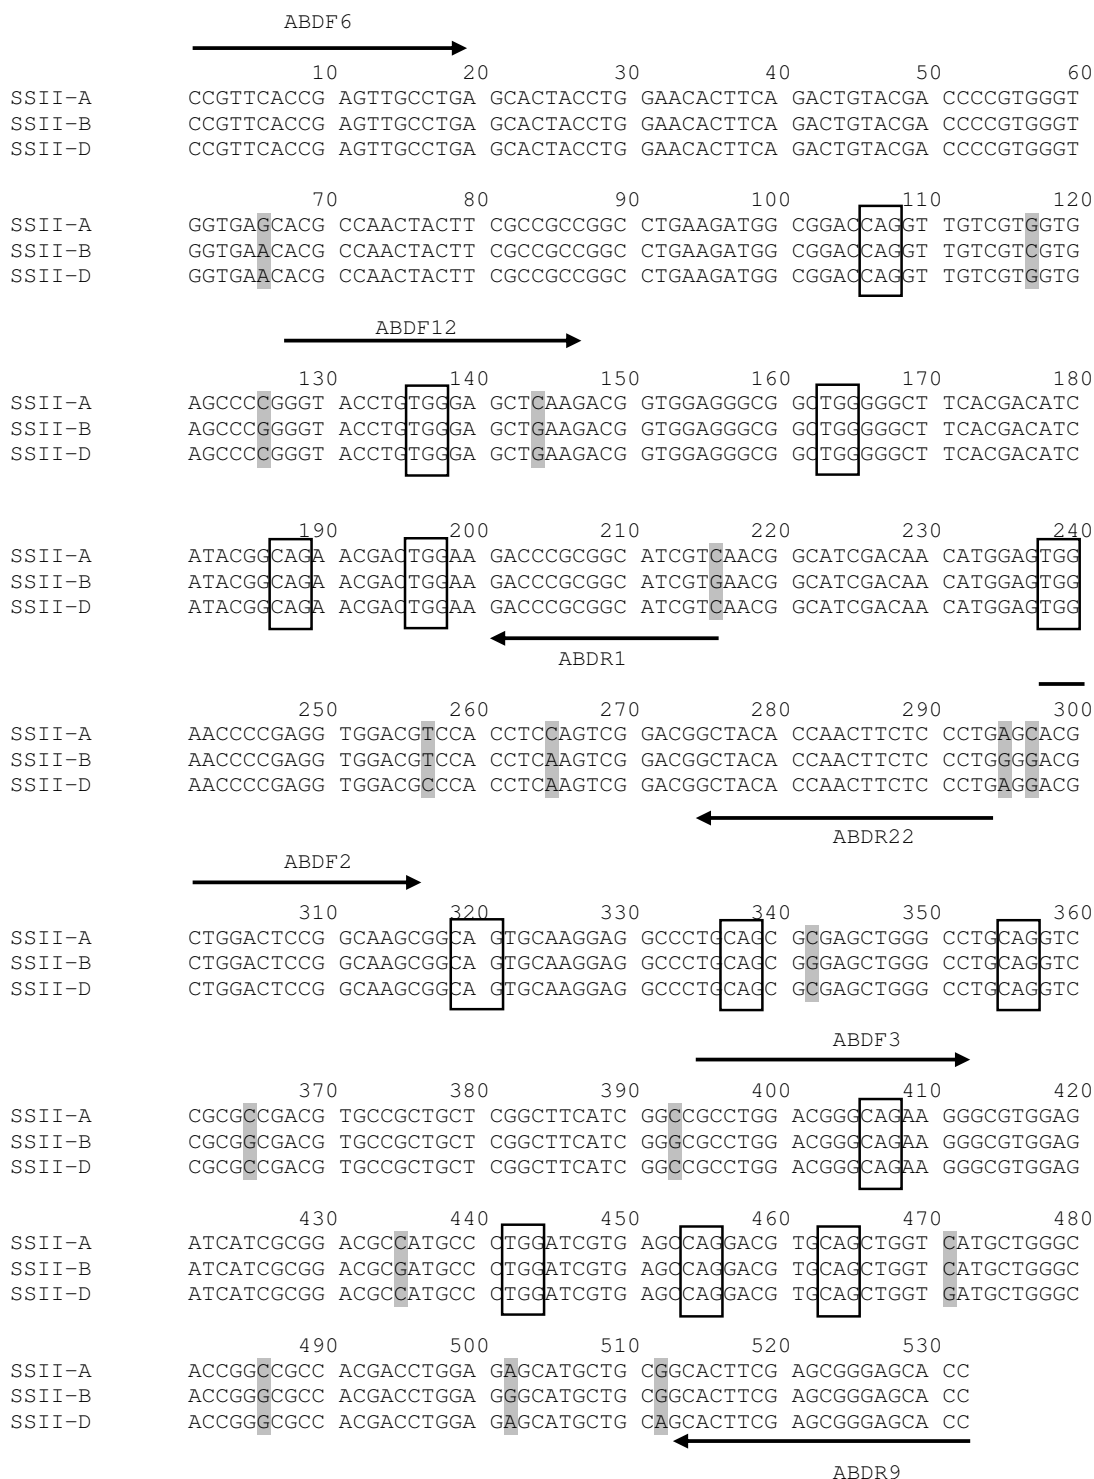 ABDF6
10 20 30 40 50 60
SSII-A CCGTTCACCG AGTTGCCTGA GCACTACCTG GAACACTTCA GACTGTACGA CCCCGTGGGT
SSII-B CCGTTCACCG AGTTGCCTGA GCACTACCTG GAACACTTCA GACTGTACGA CCCCGTGGGT
SSII-D CCGTTCACCG AGTTGCCTGA GCACTACCTG GAACACTTCA GACTGTACGA CCCCGTGGGT
70 80 90 100 110 120
SSII-A GGTGAGCACG CCAACTACTT CGCCGCCGGC CTGAAGATGG CGGACCAGGT TGTCGTGGTG
SSII-B GGTGAACACG CCAACTACTT CGCCGCCGGC CTGAAGATGG CGGACCAGGT TGTCGTCGTG
SSII-D GGTGAACACG CCAACTACTT CGCCGCCGGC CTGAAGATGG CGGACCAGGT TGTCGTGGTG
ABDF12
130 140 150 160 170 180
SSII-A AGCCCCGGGT ACCTGTGGGA GCTCAAGACG GTGGAGGGCG GCTGGGGGCT TCACGACATC
SSII-B AGCCCGGGGT ACCTGTGGGA GCTGAAGACG GTGGAGGGCG GCTGGGGGCT TCACGACATC
SSII-D AGCCCCGGGT ACCTGTGGGA GCTGAAGACG GTGGAGGGCG GCTGGGGGCT TCACGACATC
190 200 210 220 230 240
SSII-A ATACGGCAGA ACGACTGGAA GACCCGCGGC ATCGTCAACG GCATCGACAA CATGGAGTGG
SSII-B ATACGGCAGA ACGACTGGAA GACCCGCGGC ATCGTGAACG GCATCGACAA CATGGAGTGG
SSII-D ATACGGCAGA ACGACTGGAA GACCCGCGGC ATCGTCAACG GCATCGACAA CATGGAGTGG
ABDR1
250 260 270 280 290 300
SSII-A AACCCCGAGG TGGACGTCCA CCTCCAGTCG GACGGCTACA CCAACTTCTC CCTGAGCACG
SSII-B AACCCCGAGG TGGACGTCCA CCTCAAGTCG GACGGCTACA CCAACTTCTC CCTGGGGACG
SSII-D AACCCCGAGG TGGACGCCCA CCTCAAGTCG GACGGCTACA CCAACTTCTC CCTGAGGACG
ABDR22
ABDF2
310 320 330 340 350 360
SSII-A CTGGACTCCG GCAAGCGGCA GTGCAAGGAG GCCCTGCAGC GCGAGCTGGG CCTGCAGGTC
SSII-B CTGGACTCCG GCAAGCGGCA GTGCAAGGAG GCCCTGCAGC GGGAGCTGGG CCTGCAGGTC
SSII-D CTGGACTCCG GCAAGCGGCA GTGCAAGGAG GCCCTGCAGC GCGAGCTGGG CCTGCAGGTC
ABDF3
370 380 390 400 410 420
SSII-A CGCGCCGACG TGCCGCTGCT CGGCTTCATC GGCCGCCTGG ACGGGCAGAA GGGCGTGGAG
SSII-B CGCGGCGACG TGCCGCTGCT CGGCTTCATC GGGCGCCTGG ACGGGCAGAA GGGCGTGGAG
SSII-D CGCGCCGACG TGCCGCTGCT CGGCTTCATC GGCCGCCTGG ACGGGCAGAA GGGCGTGGAG
430 440 450 460 470 480
SSII-A ATCATCGCGG ACGCCATGCC CTGGATCGTG AGCCAGGACG TGCAGCTGGT CATGCTGGGC
SSII-B ATCATCGCGG ACGCGATGCC CTGGATCGTG AGCCAGGACG TGCAGCTGGT CATGCTGGGC
SSII-D ATCATCGCGG ACGCCATGCC CTGGATCGTG AGCCAGGACG TGCAGCTGGT GATGCTGGGC
490 500 510 520 530
SSII-A ACCGGCCGCC ACGACCTGGA GAGCATGCTG CGGCACTTCG AGCGGGAGCA CC
SSII-B ACCGGGCGCC ACGACCTGGA GGGCATGCTG CGGCACTTCG AGCGGGAGCA CC
SSII-D ACCGGGCGCC ACGACCTGGA GAGCATGCTG CAGCACTTCG AGCGGGAGCA CC
ABDR9